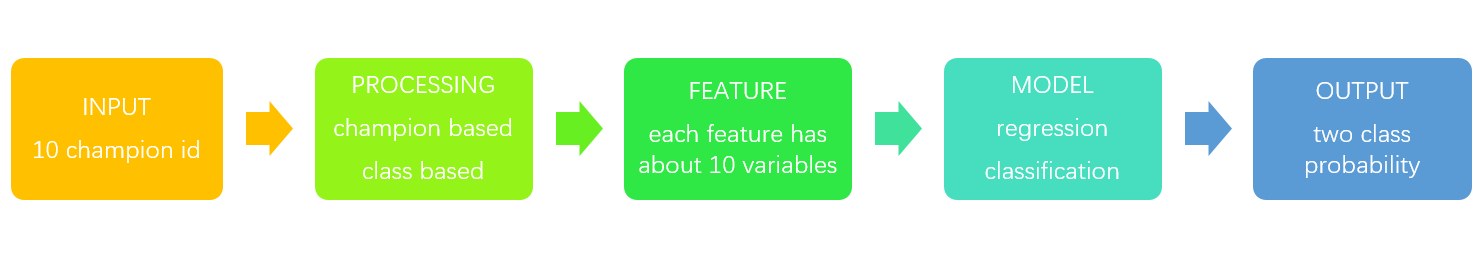 INPUT
10 champion id
PROCESSING
champion based
class based
FEATURE
each feature has
about 10 variables
MODEL
regression
classification
OUTPUT
two class
probability